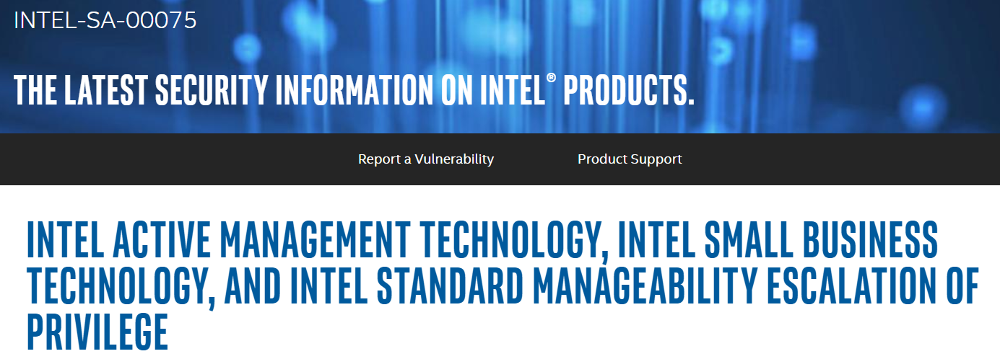 INTEL-SA-00075
THE LATEST SECURITY INFORMATION ON INTEL® PRODUCTS.
Report a Vulnerability Product Support
INTEL ACTIVE MANAGEMENT TECHNOLOGY, INTEL SMALL BUSINESS
TECHNOLOGY, AND INTEL STANDARD MANAGEABILITY ESCALATION OF
PRIVILEGE